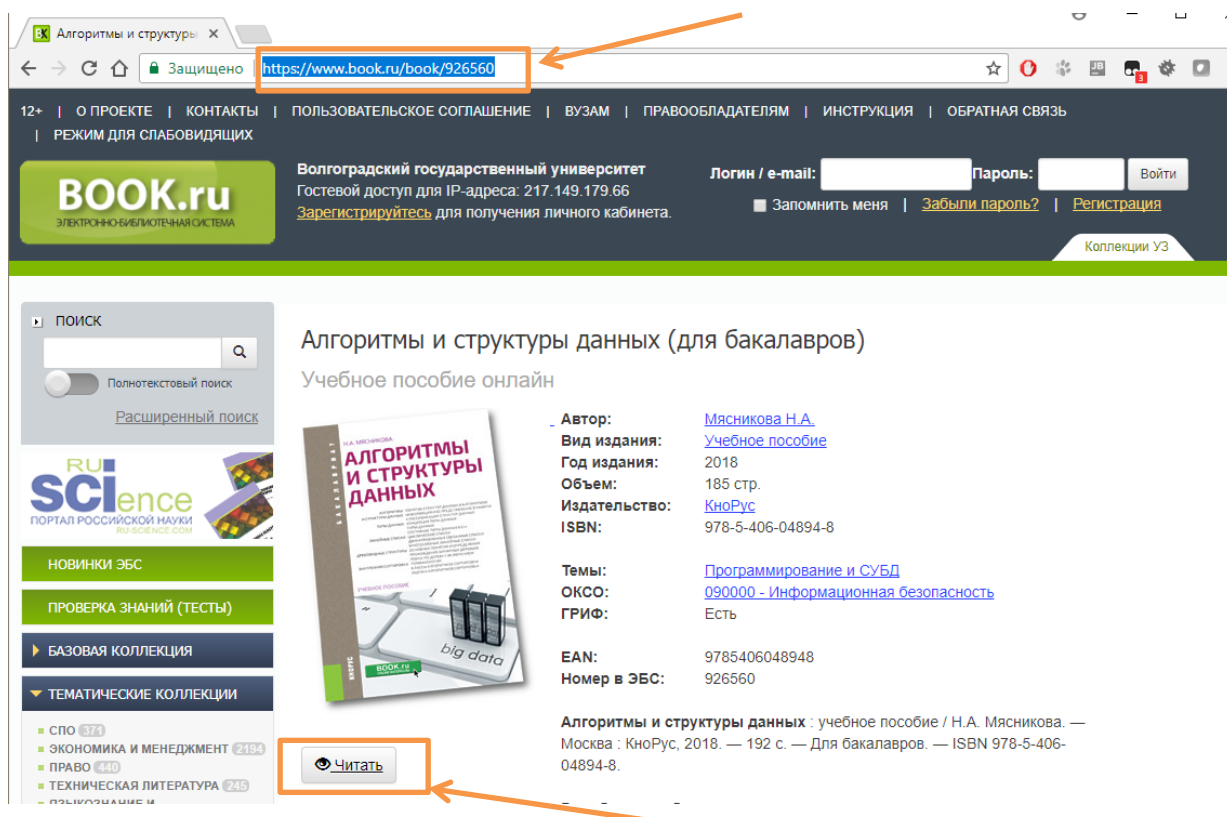 Алгоритмы и структуры
Защищено
https://www.book.ru/book/926560
12+ | О ПРОЕКТЕ | КОНТАКТЫ | ПОЛЬЗОВАТЕЛЬСКОЕ СОГЛАШЕНИЕ | ВУЗАМ | ПРАВООБЛАДАТЕЛЯМ | ИНСТРУКЦИЯ | ОБРАТНАЯ СВЯЗЬ
| РЕЖИМ ДЛЯ СЛАБОВИДЯЩИХ
BOOK.ru
ЭЛЕКТРОННО-БИБЛИОТЕЧНАЯ СИСТЕМА
Волгоградский государственный университет
Гостевой доступ для IP-адреса: 217.149.179.66
Зарегистрируйтесь для получения личного кабинета.
Логин / e-mail: Пароль: Войти
Запомнить меня | Забыли пароль? | Регистрация
Коллекции УЗ
ПОИСК
Полнотекстовый поиск
Расширенный поиск
RU
SCIence
ПОРТАЛ РОССИЙСКОЙ НАУКИ
RU-SCIENCE.COM
НОВИНКИ ЭБС
ПРОВЕРКА ЗНАНИЙ (ТЕСТЫ)
БАЗОВАЯ КОЛЛЕКЦИЯ
ТЕМАТИЧЕСКИЕ КОЛЛЕКЦИИ
СПО 371
ЭКОНОМИКА И МЕНЕДЖМЕНТ 2194
ПРАВО 440
ТЕХНИЧЕСКАЯ ЛИТЕРАТУРА 245
ЯЗЫКОЗНАНИЕ И
Алгоритмы и структуры данных (для бакалавров)
Учебное пособие онлайн
БАКАЛАВРИАТ
Н.А. МЯСНИКОВА
АЛГОРИТМЫ
И СТРУКТУРЫ
ДАННЫХ
УЧЕБНОЕ ПОСОБИЕ
big data
BOOK.ru
КНОРУС
Читать
Автор: Мясникова Н.А.
Вид издания: Учебное пособие
Год издания: 2018
Объем: 185 стр.
Издательство: КноРус
ISBN: 978-5-406-04894-8
Темы: Программирование и СУБД
ОКСО: 090000 - Информационная безопасность
ГРИФ: Есть
EAN: 9785406048948
Номер в ЭБС: 926560
Алгоритмы и структуры данных : учебное пособие / Н.А. Мясникова. —
Москва : КноРус, 2018. — 192 с. — Для бакалавров. — ISBN 978-5-406-
04894-8.